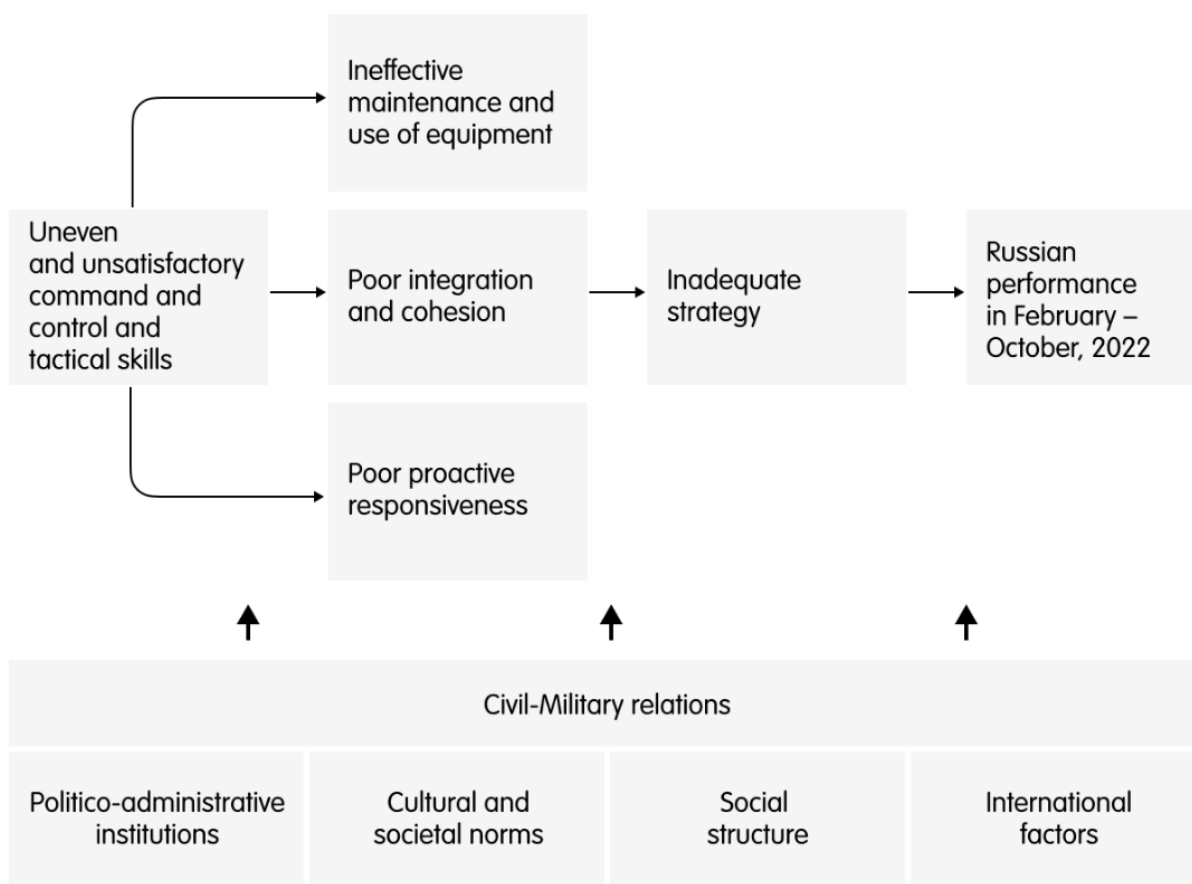 Ineffective
maintenance and
use of equipment
Uneven
and unsatisfactory
command and
control and
tactical skills
Poor integration
and cohesion
Inadequate
strategy
Russian
performance
in February –
October, 2022
Poor proactive
responsiveness
Civil-Military relations
Politico-administrative
institutions
Cultural and
societal norms
Social
structure
International
factors